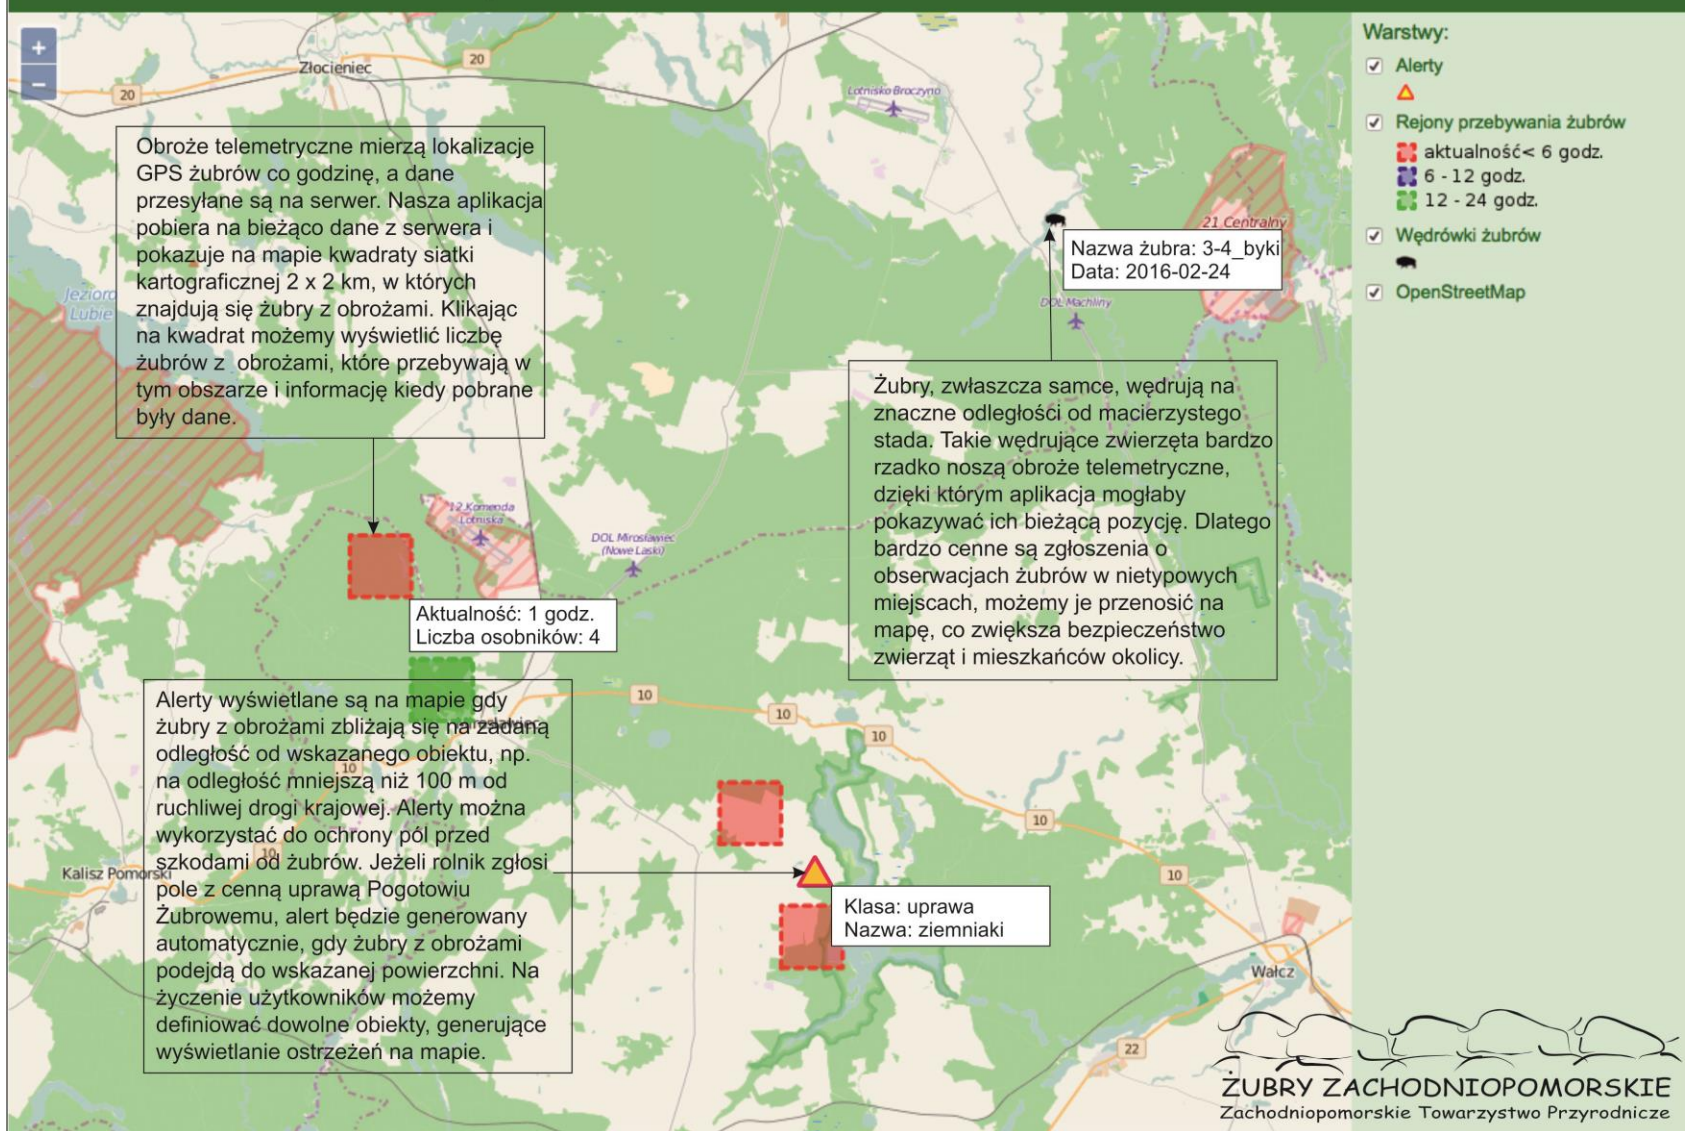 +
−
Złocieniec
20
20
Lotnisko Broczyno
Obroże telemetryczne mierzą lokalizacje
GPS żubrów co godzinę, a dane
przesyłane są na serwer. Nasza aplikacja
pobiera na bieżąco dane z serwera i
pokazuje na mapie kwadraty siatki
kartograficznej 2 x 2 km, w których
znajdują się żubry z obrożami. Klikając
na kwadrat możemy wyświetlić liczbę
żubrów z obrożami, które przebywają w
tym obszarze i informację kiedy pobrane
były dane.
Jezioro
Lubie
21 Centralny
Nazwa żubra: 3-4_byki
Data: 2016-02-24
DOL Machliny
Żubry, zwłaszcza samce, wędrują na
znaczne odległości od macierzystego
stada. Takie wędrujące zwierzęta bardzo
rzadko noszą obroże telemetryczne,
dzięki którym aplikacja mogłaby
pokazywać ich bieżącą pozycję. Dlatego
bardzo cenne są zgłoszenia o
obserwacjach żubrów w nietypowych
miejscach, możemy je przenosić na
mapę, co zwiększa bezpieczeństwo
zwierząt i mieszkańców okolicy.
12 Komenda
Lotniska
DOL Mirosławiec
(Nowe Laski)
Aktualność: 1 godz.
Liczba osobników: 4
Alerty wyświetlane są na mapie gdy
żubry z obrożami zbliżają się na zadaną
odległość od wskazanego obiektu, np.
na odległość mniejszą niż 100 m od
ruchliwej drogi krajowej. Alerty można
wykorzystać do ochrony pól przed
szkodami od żubrów. Jeżeli rolnik zgłosi
pole z cenną uprawą Pogotowiu
Żubrowemu, alert będzie generowany
automatycznie, gdy żubry z obrożami
podejdą do wskazanej powierzchni. Na
życzenie użytkowników możemy
definiować dowolne obiekty, generujące
wyświetlanie ostrzeżeń na mapie.
10
10
10
10
10
10
10
Kalisz Pomorski
Klasa: uprawa
Nazwa: ziemniaki
Wałcz
22
Warstwy:
Alerty
Rejony przebywania żubrów
aktualność< 6 godz.
6 - 12 godz.
12 - 24 godz.
Wędrówki żubrów
OpenStreetMap
ŻUBRY ZACHODNIOPOMORSKIE
Zachodniopomorskie Towarzystwo Przyrodnicze